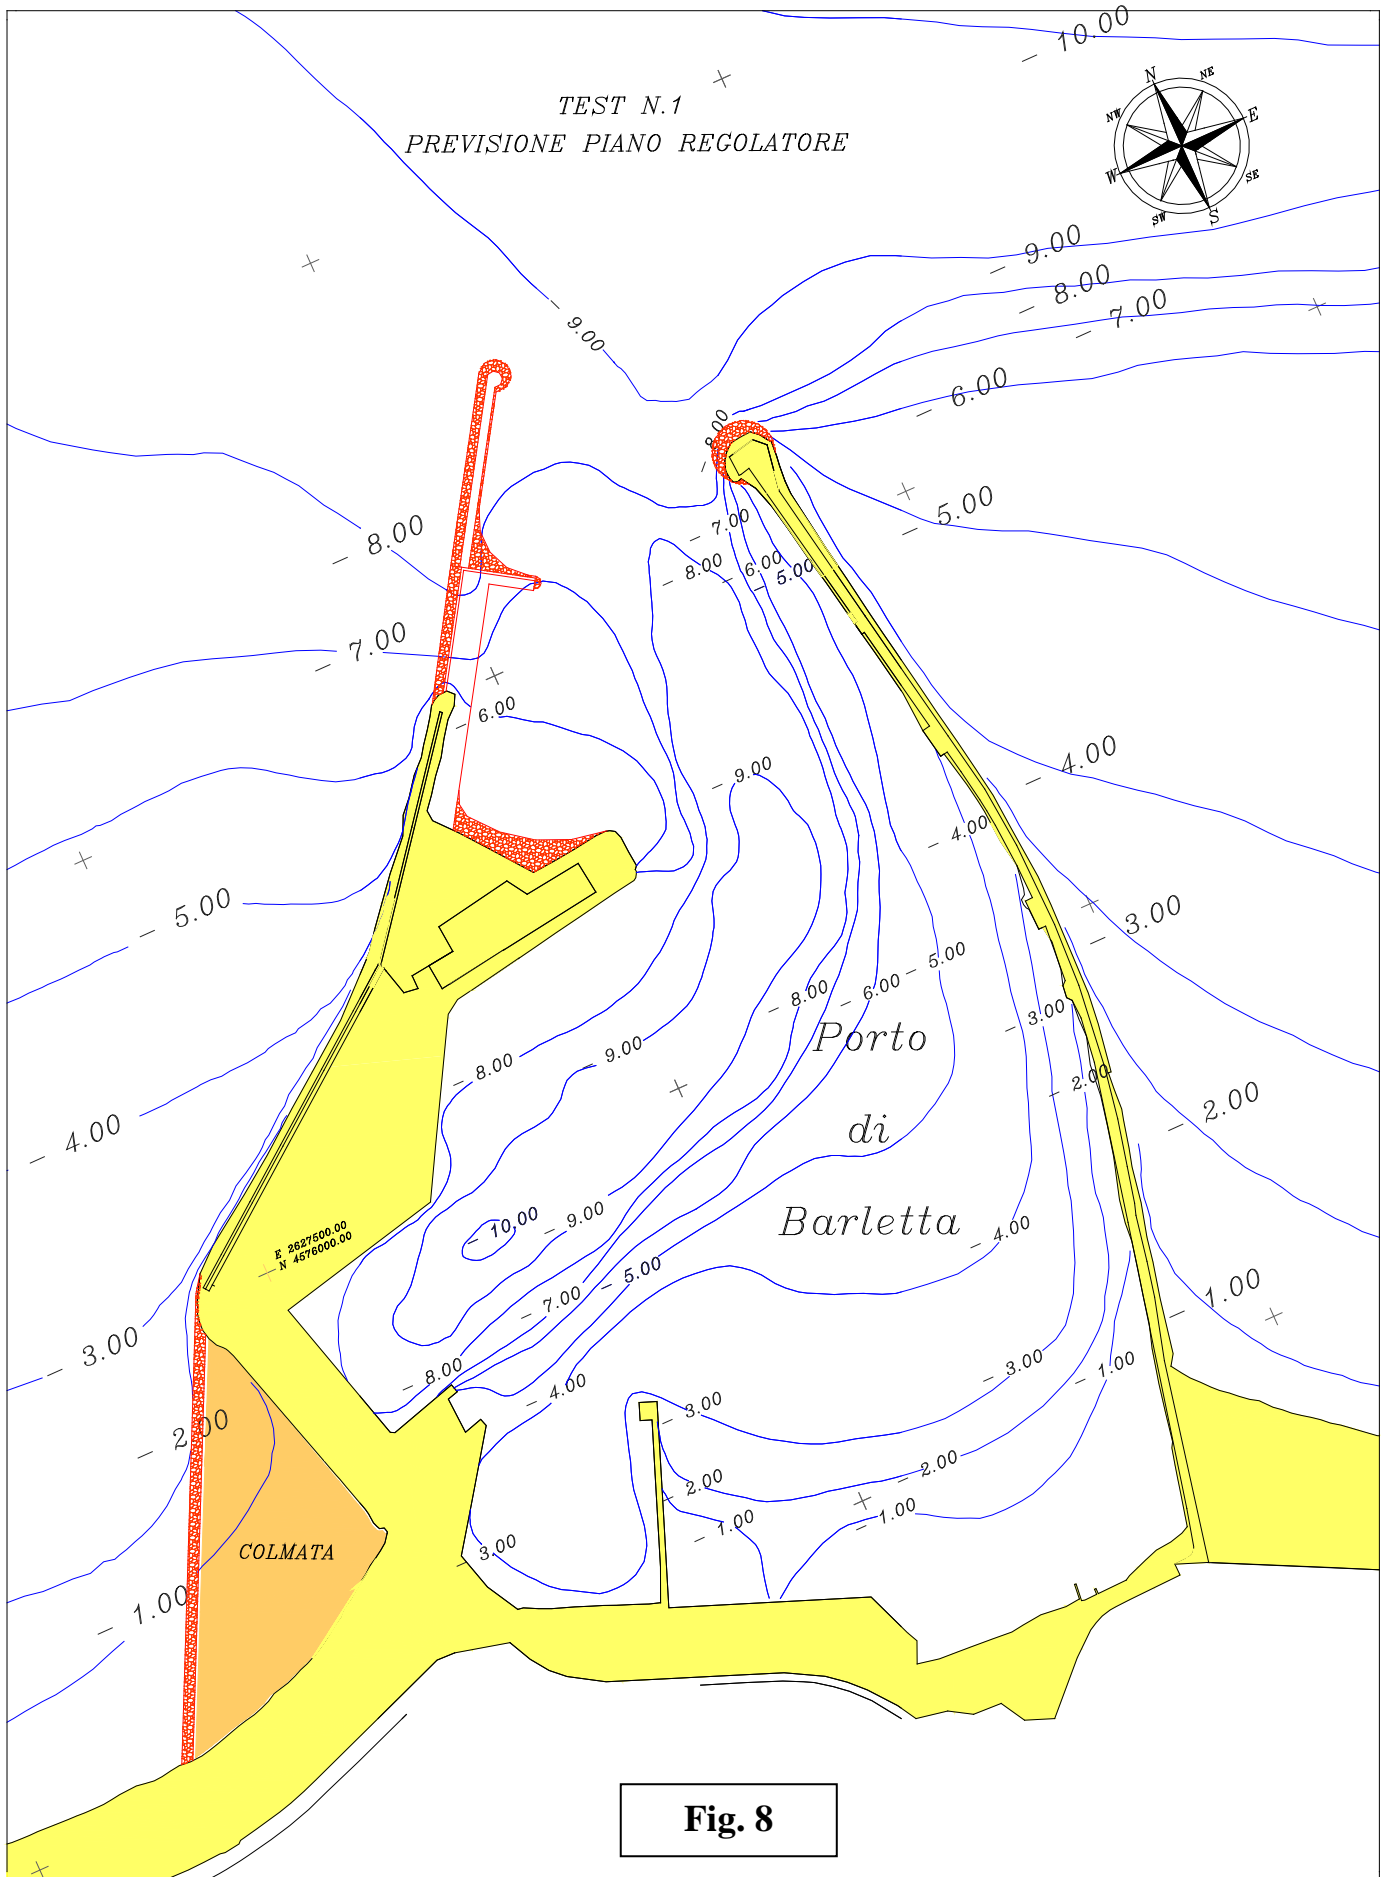 - 10.00
TEST N.1
PREVISIONE PIANO REGOLATORE
N
NE
E
SE
S
SW
W
NW
- 9.00
- 8.00
- 7.00
- 9.00
- 6.00
- 8.00
- 5.00
- 7.00
- 8.00
- 8.00
- 6.00
- 5.00
- 7.00
- 6.00
- 4.00
- 9.00
- 4.00
- 5.00
- 3.00
- 5.00
- 6.00
- 8.00
- 3.00
Porto
- 9.00
- 8.00
- 2.00
- 2.00
- 4.00
di
Barletta
- 10.00
- 9.00
- 4.00
E 2627500.00
N 4576000.00
- 5.00
- 7.00
- 1.00
- 3.00
- 8.00
- 3.00
- 1.00
- 4.00
- 3.00
- 2.00
- 2.00
- 2.00
- 1.00
- 1.00
- 3.00
COLMATA
- 1.00
Fig. 8